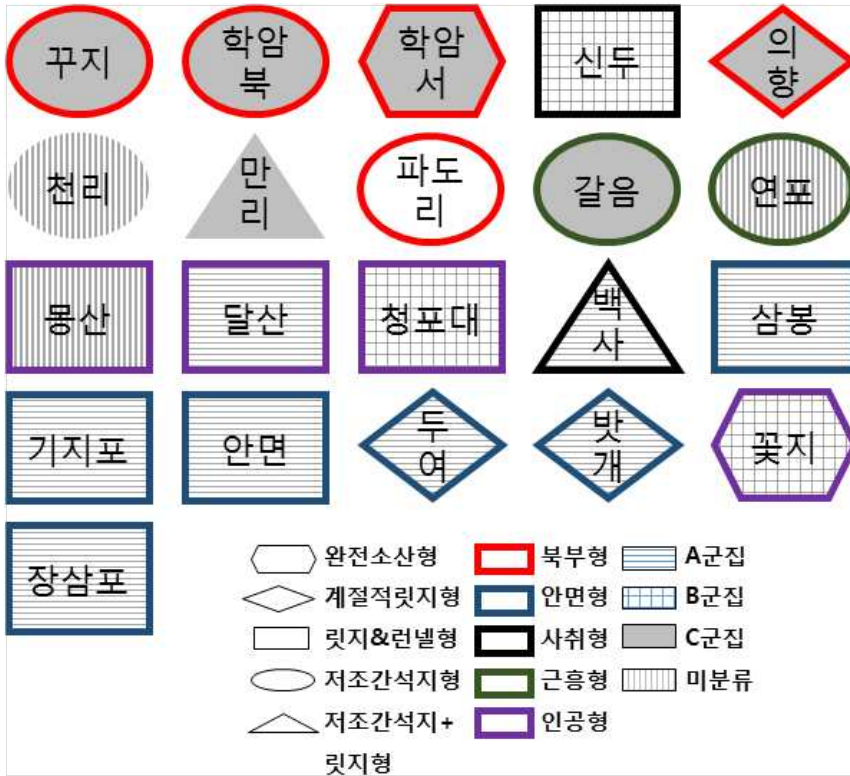 꾸지
학암
북
학암
서
신두
의
향
천리
만
리
파도
리
갈음
연포
몽산
달산
청포대
백
사
삼봉
기지포
안면
두
여
밧
개
꽃지
장삼포
완전소산형
북부형
A군집
계절적릿지형
안면형
B군집
릿지&런넬형
사취형
C군집
저조간석지형
근흥형
미분류
저조간석지+
릿지형
인공형